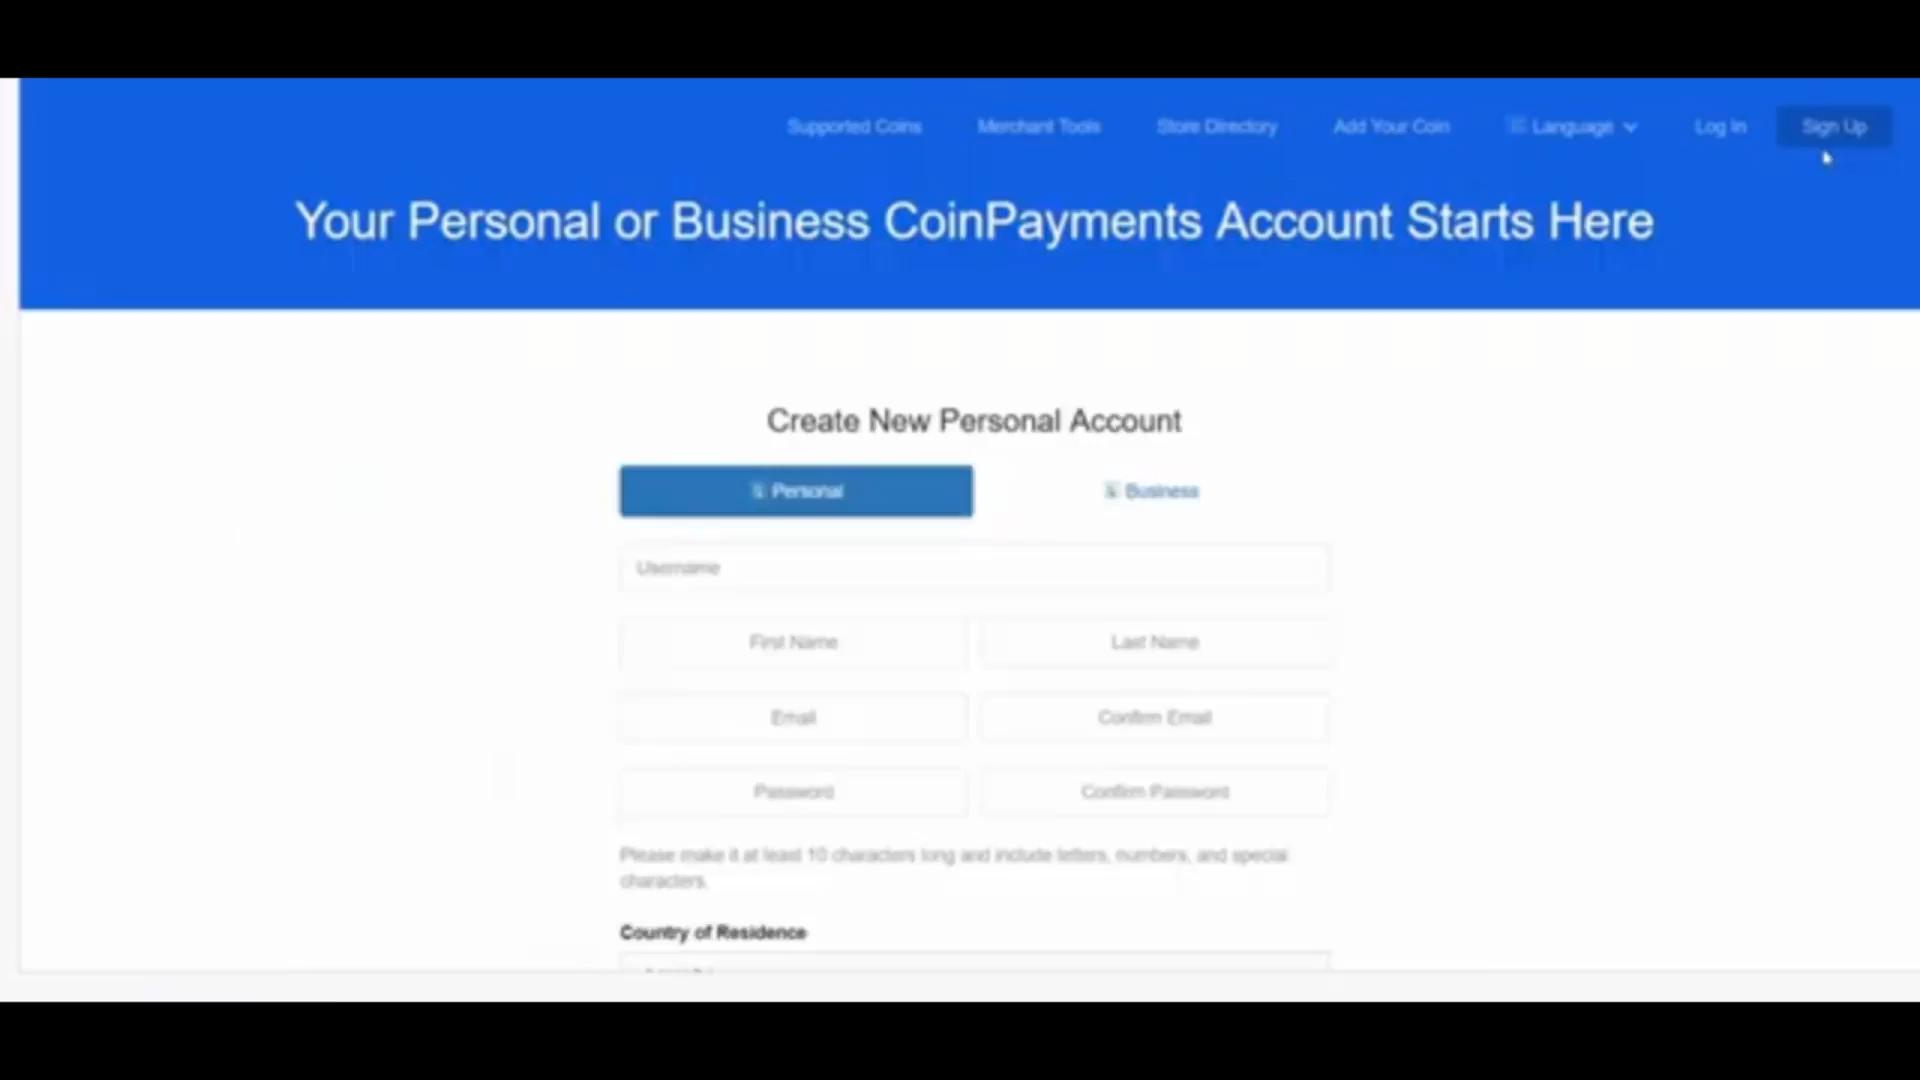 Supported Coins Merchant Tools Store Directory Add Your Coin Language Log In Sign Up
Your Personal or Business CoinPayments Account Starts Here
Create New Personal Account
Personal Business
Username
First Name Last Name
Email Confirm Email
Password Confirm Password
Please make it at least 10 characters long and include letters, numbers, and special
characters.
Country of Residence